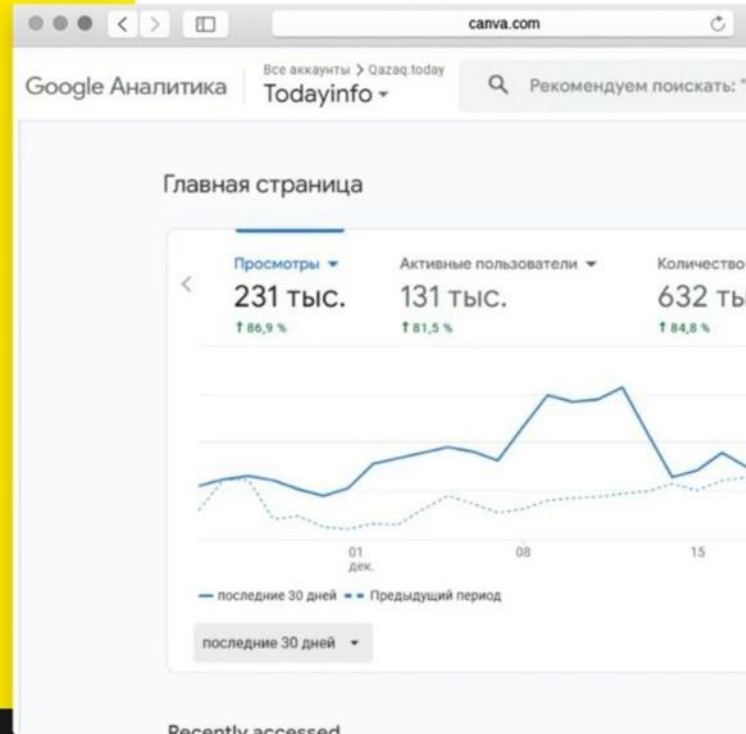 canva.com
Google Аналитика
Все аккаунты > Qazaq.today
Todayinfo
Рекомендуем поискать: "
Главная страница
Просмотры
Активные пользователи
Количество
231 тыс.
131 тыс.
632 ты
↑ 86,9 %
↑ 81,5 %
↑ 84,8 %
01
08
15
дек.
последние 30 дней
Предыдущий период
последние 30 дней
Recently accessed